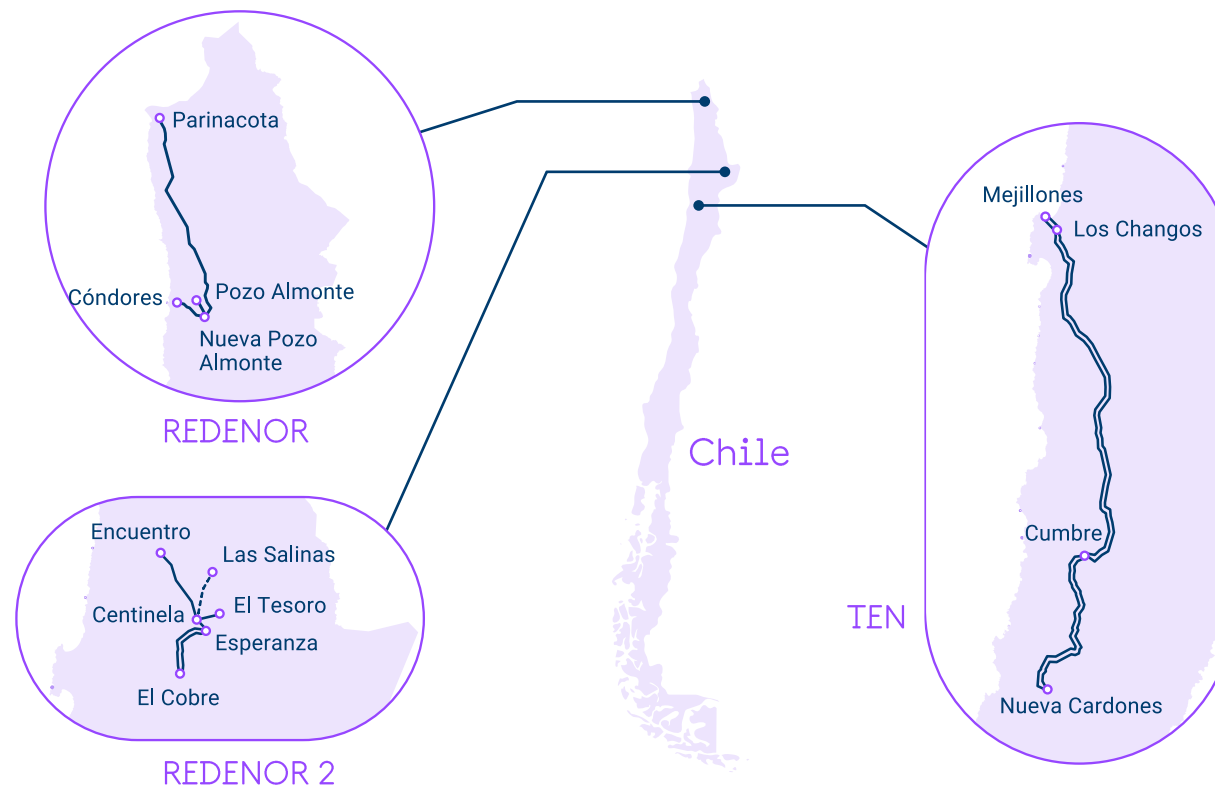 Parinacota
Pozo Almonte
Cóndores
Nueva Pozo
Almonte
REDENOR
Encuentro
Las Salinas
El Tesoro
Centinela
Esperanza
El Cobre
REDENOR 2
Chile
Mejillones
Los Changos
Cumbre
TEN
Nueva Cardones